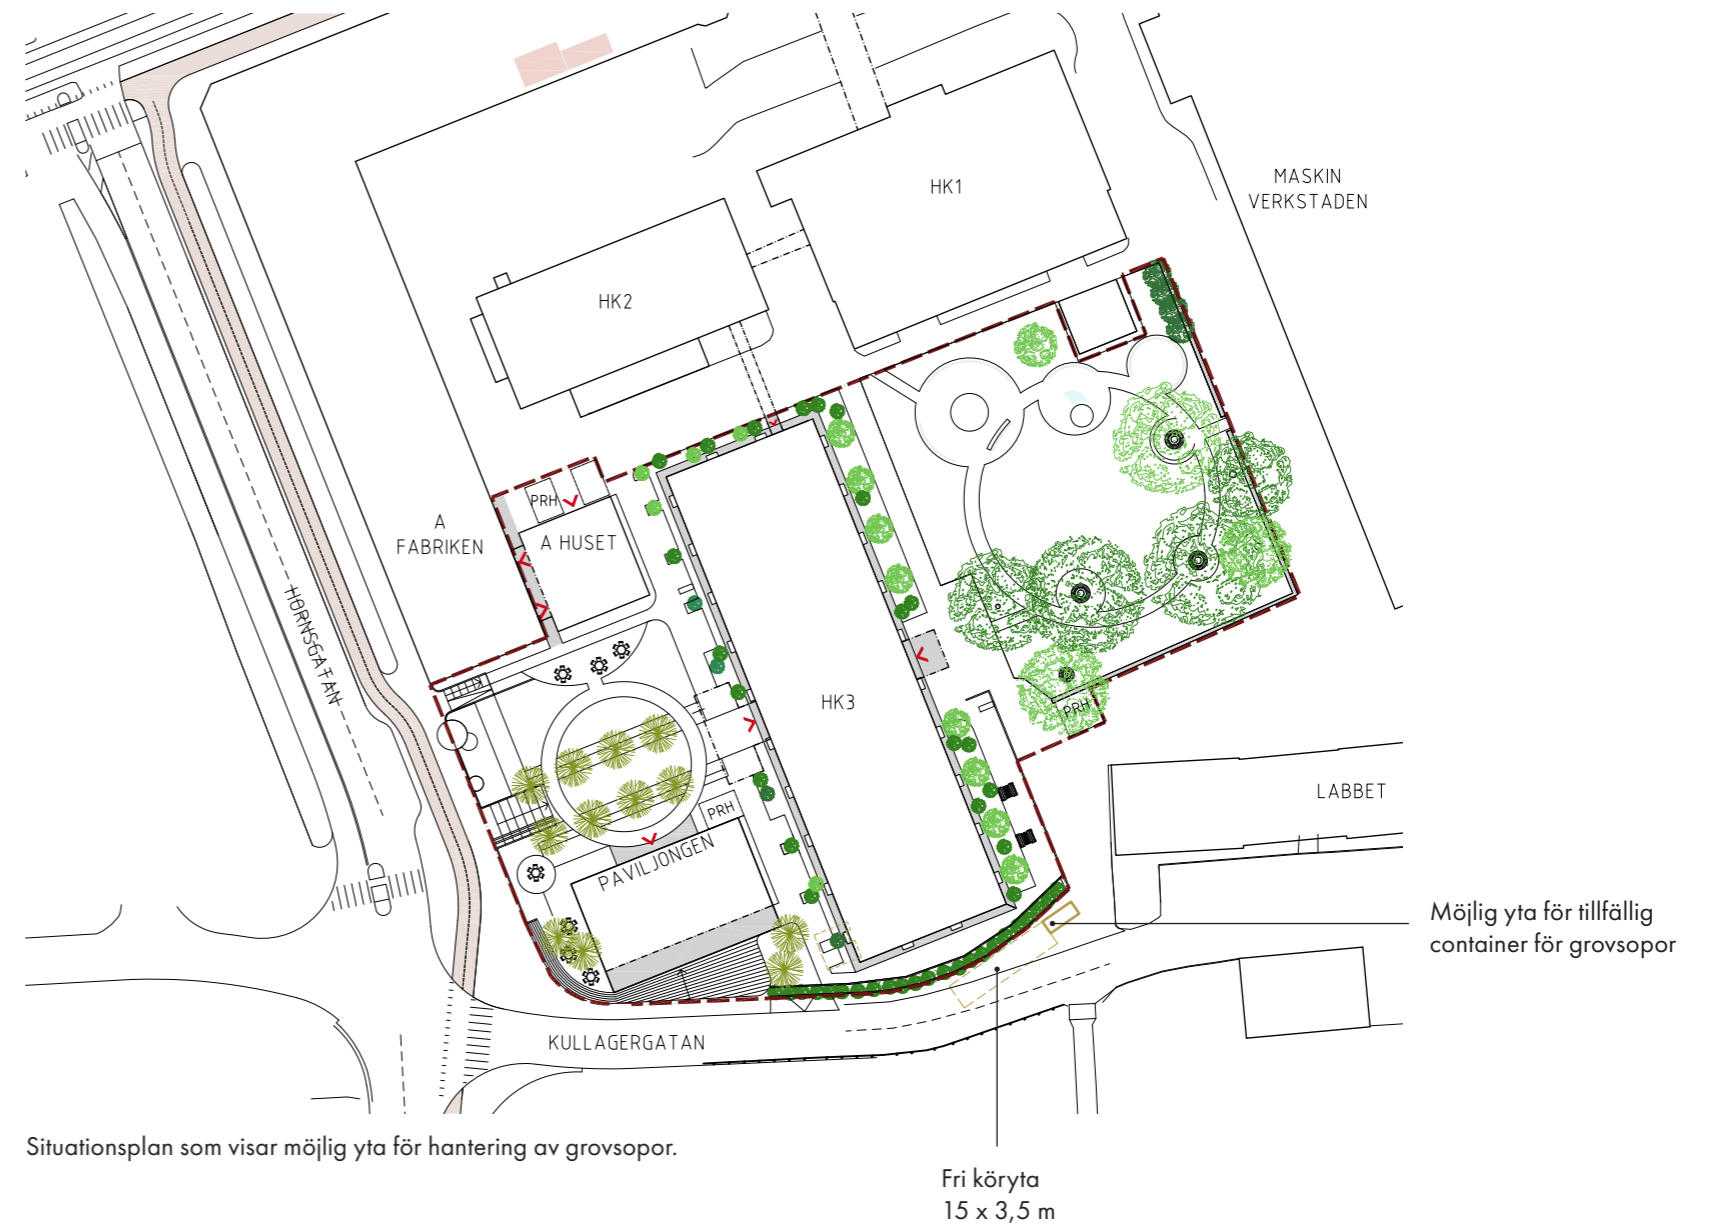 HK1
MASKIN
VERKSTADEN
HK2
PRH
A
FABRIKEN
A HUSET
HORNSGATAN
HK3
PRH
LABBET
PRH
PAVILJONGEN
Möjlig yta för tillfällig
container för grovsopor
KULLAGERGATAN
Situationsplan som visar möjlig yta för hantering av grovsopor.
Fri köryta
15 x 3,5 m